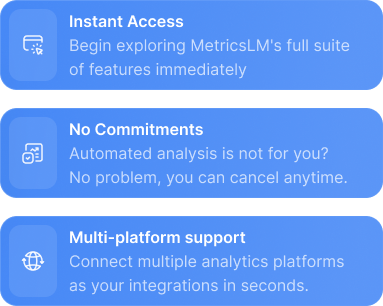 Instant Access
Begin exploring MetricsLM's full suite
of features immediately
No Commitments
Automated analysis is not for you?
No problem, you can cancel anytime.
Multi-platform support
Connect multiple analytics platforms
as your integrations in seconds.